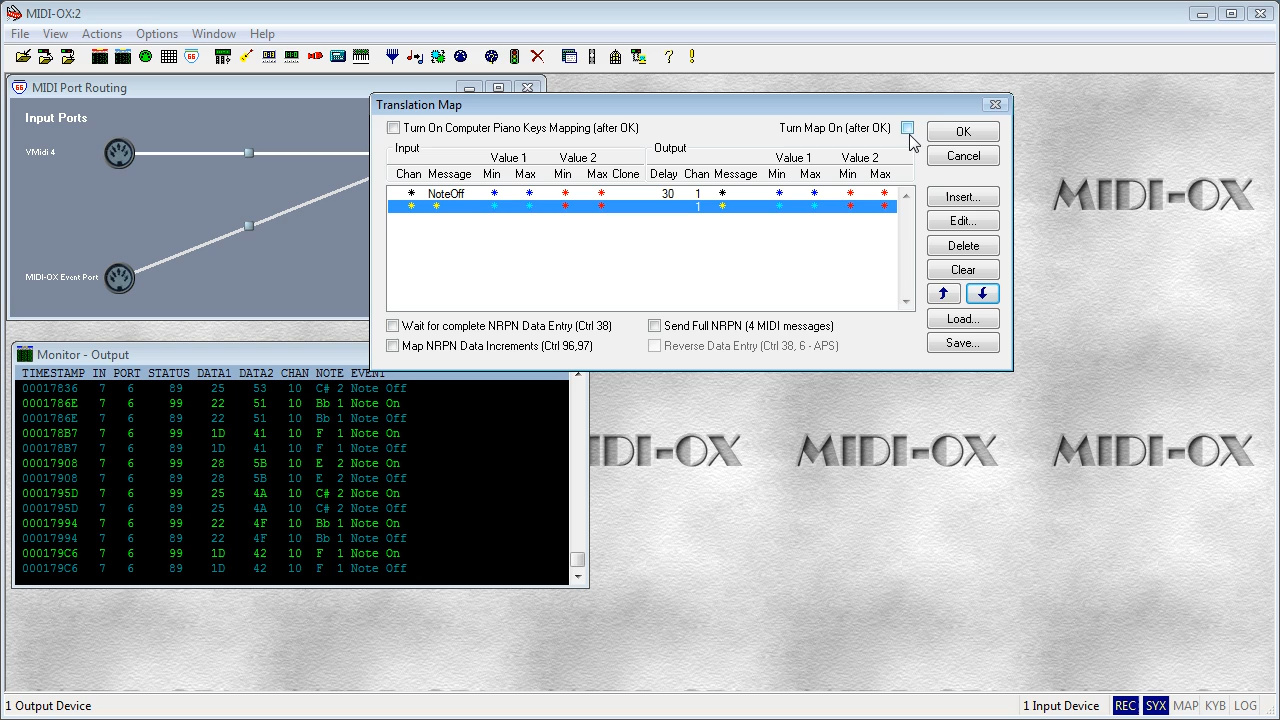 MIDI-OX:2
File View Actions Options Window Help
MIDI Port Routing
Input Ports
VMidi 4
MIDI-OX Event Port
Translation Map
Turn On Computer Piano Keys Mapping (after OK) Turn Map On (after OK)
OK
Cancel
Input Output
Value 1 Value 2 Value 1 Value 2
Chan Message Min Max Min Max Clone Delay Chan Message Min Max Min Max
* NoteOff * * * * 30 1 * * * * *
* * * * * * 1 * * * * *
Insert...
Edit...
Delete
Clear
Load...
Save...
Wait for complete NRPN Data Entry (Ctrl 38) Send Full NRPN (4 MIDI messages)
Map NRPN Data Increments (Ctrl 96,97) Reverse Data Entry (Ctrl 38, 6 - APS)
MIDI-OX
Monitor - Output
TIMESTAMP IN PORT STATUS DATA1 DATA2 CHAN NOTE EVENT
00017836 7 6 89 25 53 10 C# 2 Note Off
0001786E 7 6 99 22 51 10 Bb 1 Note On
0001786E 7 6 89 22 51 10 Bb 1 Note Off
000178B7 7 6 99 1D 41 10 F 1 Note On
000178B7 7 6 89 1D 41 10 F 1 Note Off
00017908 7 6 99 28 5B 10 E 2 Note On
00017908 7 6 89 28 5B 10 E 2 Note Off
0001795D 7 6 99 25 4A 10 C# 2 Note On
0001795D 7 6 89 25 4A 10 C# 2 Note Off
00017994 7 6 99 22 4F 10 Bb 1 Note On
00017994 7 6 89 22 4F 10 Bb 1 Note Off
000179C6 7 6 99 1D 42 10 F 1 Note On
000179C6 7 6 89 1D 42 10 F 1 Note Off
IDI-OX MIDI-OX MIDI-OX
1 Output Device 1 Input Device REC SYX MAP KYB LOG